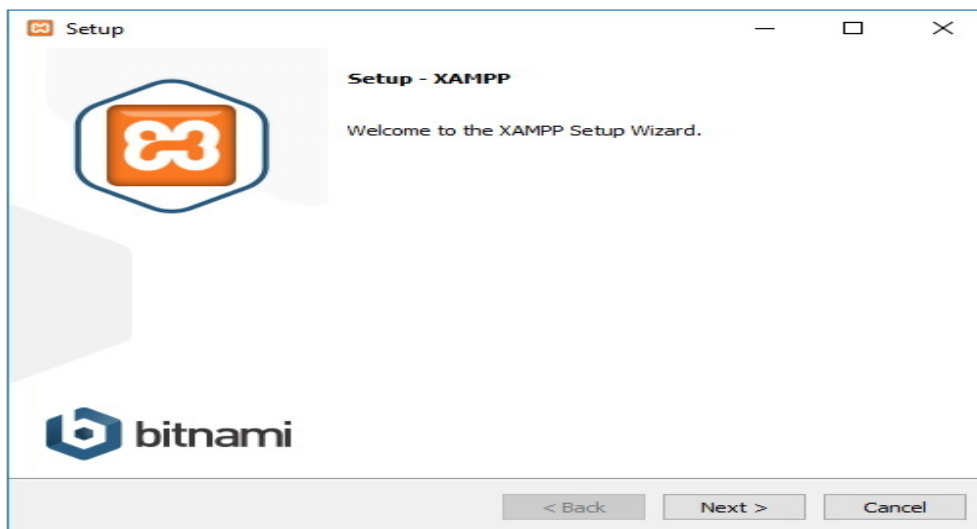 Setup
Setup - XAMPP
Welcome to the XAMPP Setup Wizard.
bitnami
< Back
Next >
Cancel